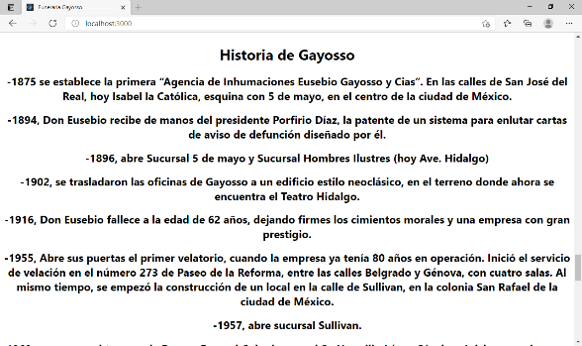 Funeraria Gayosso
localhost:3000
Historia de Gayosso
-1875 se establece la primera “Agencia de Inhumaciones Eusebio Gayosso y Cias”. En las calles de San José del
Real, hoy Isabel la Católica, esquina con 5 de mayo, en el centro de la ciudad de México.
-1894, Don Eusebio recibe de manos del presidente Porfirio Díaz, la patente de un sistema para enlutar cartas
de aviso de defunción diseñado por él.
-1896, abre Sucursal 5 de mayo y Sucursal Hombres Ilustres (hoy Ave. Hidalgo)
-1902, se trasladaron las oficinas de Gayosso a un edificio estilo neoclásico, en el terreno donde ahora se
encuentra el Teatro Hidalgo.
-1916, Don Eusebio fallece a la edad de 62 años, dejando firmes los cimientos morales y una empresa con gran
prestigio.
-1955, Abre sus puertas el primer velatorio, cuando la empresa ya tenía 80 años en operación. Inició el servicio
de velación en el número 273 de Paseo de la Reforma, entre las calles Belgrado y Génova, con cuatro salas. Al
mismo tiempo, se empezó la construcción de un local en la calle de Sullivan, en la colonia San Rafael de la
ciudad de México.
-1957, abre sucursal Sullivan.